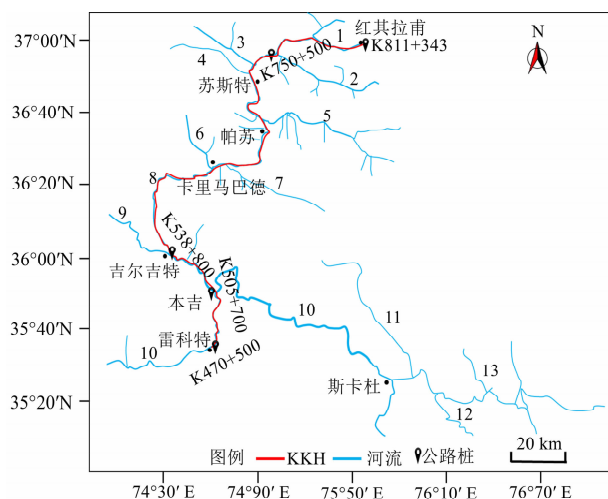 37°00′N
36°40′N
36°20′N
36°00′N
35°40′N
35°20′N
74°30′ E
74°90′ E
75°50′ E
76°10′ E
76°70′ E
N
红其拉甫
K811+343
1
3
4
K750+500
苏斯特
2
5
帕苏
6
卡里马巴德
7
8
9
K538+800
吉尔吉特
K505+700
本吉
10
11
雷科特
10
K470+500
斯卡杜
13
12
图例 KKH 河流 公路桩
20 km